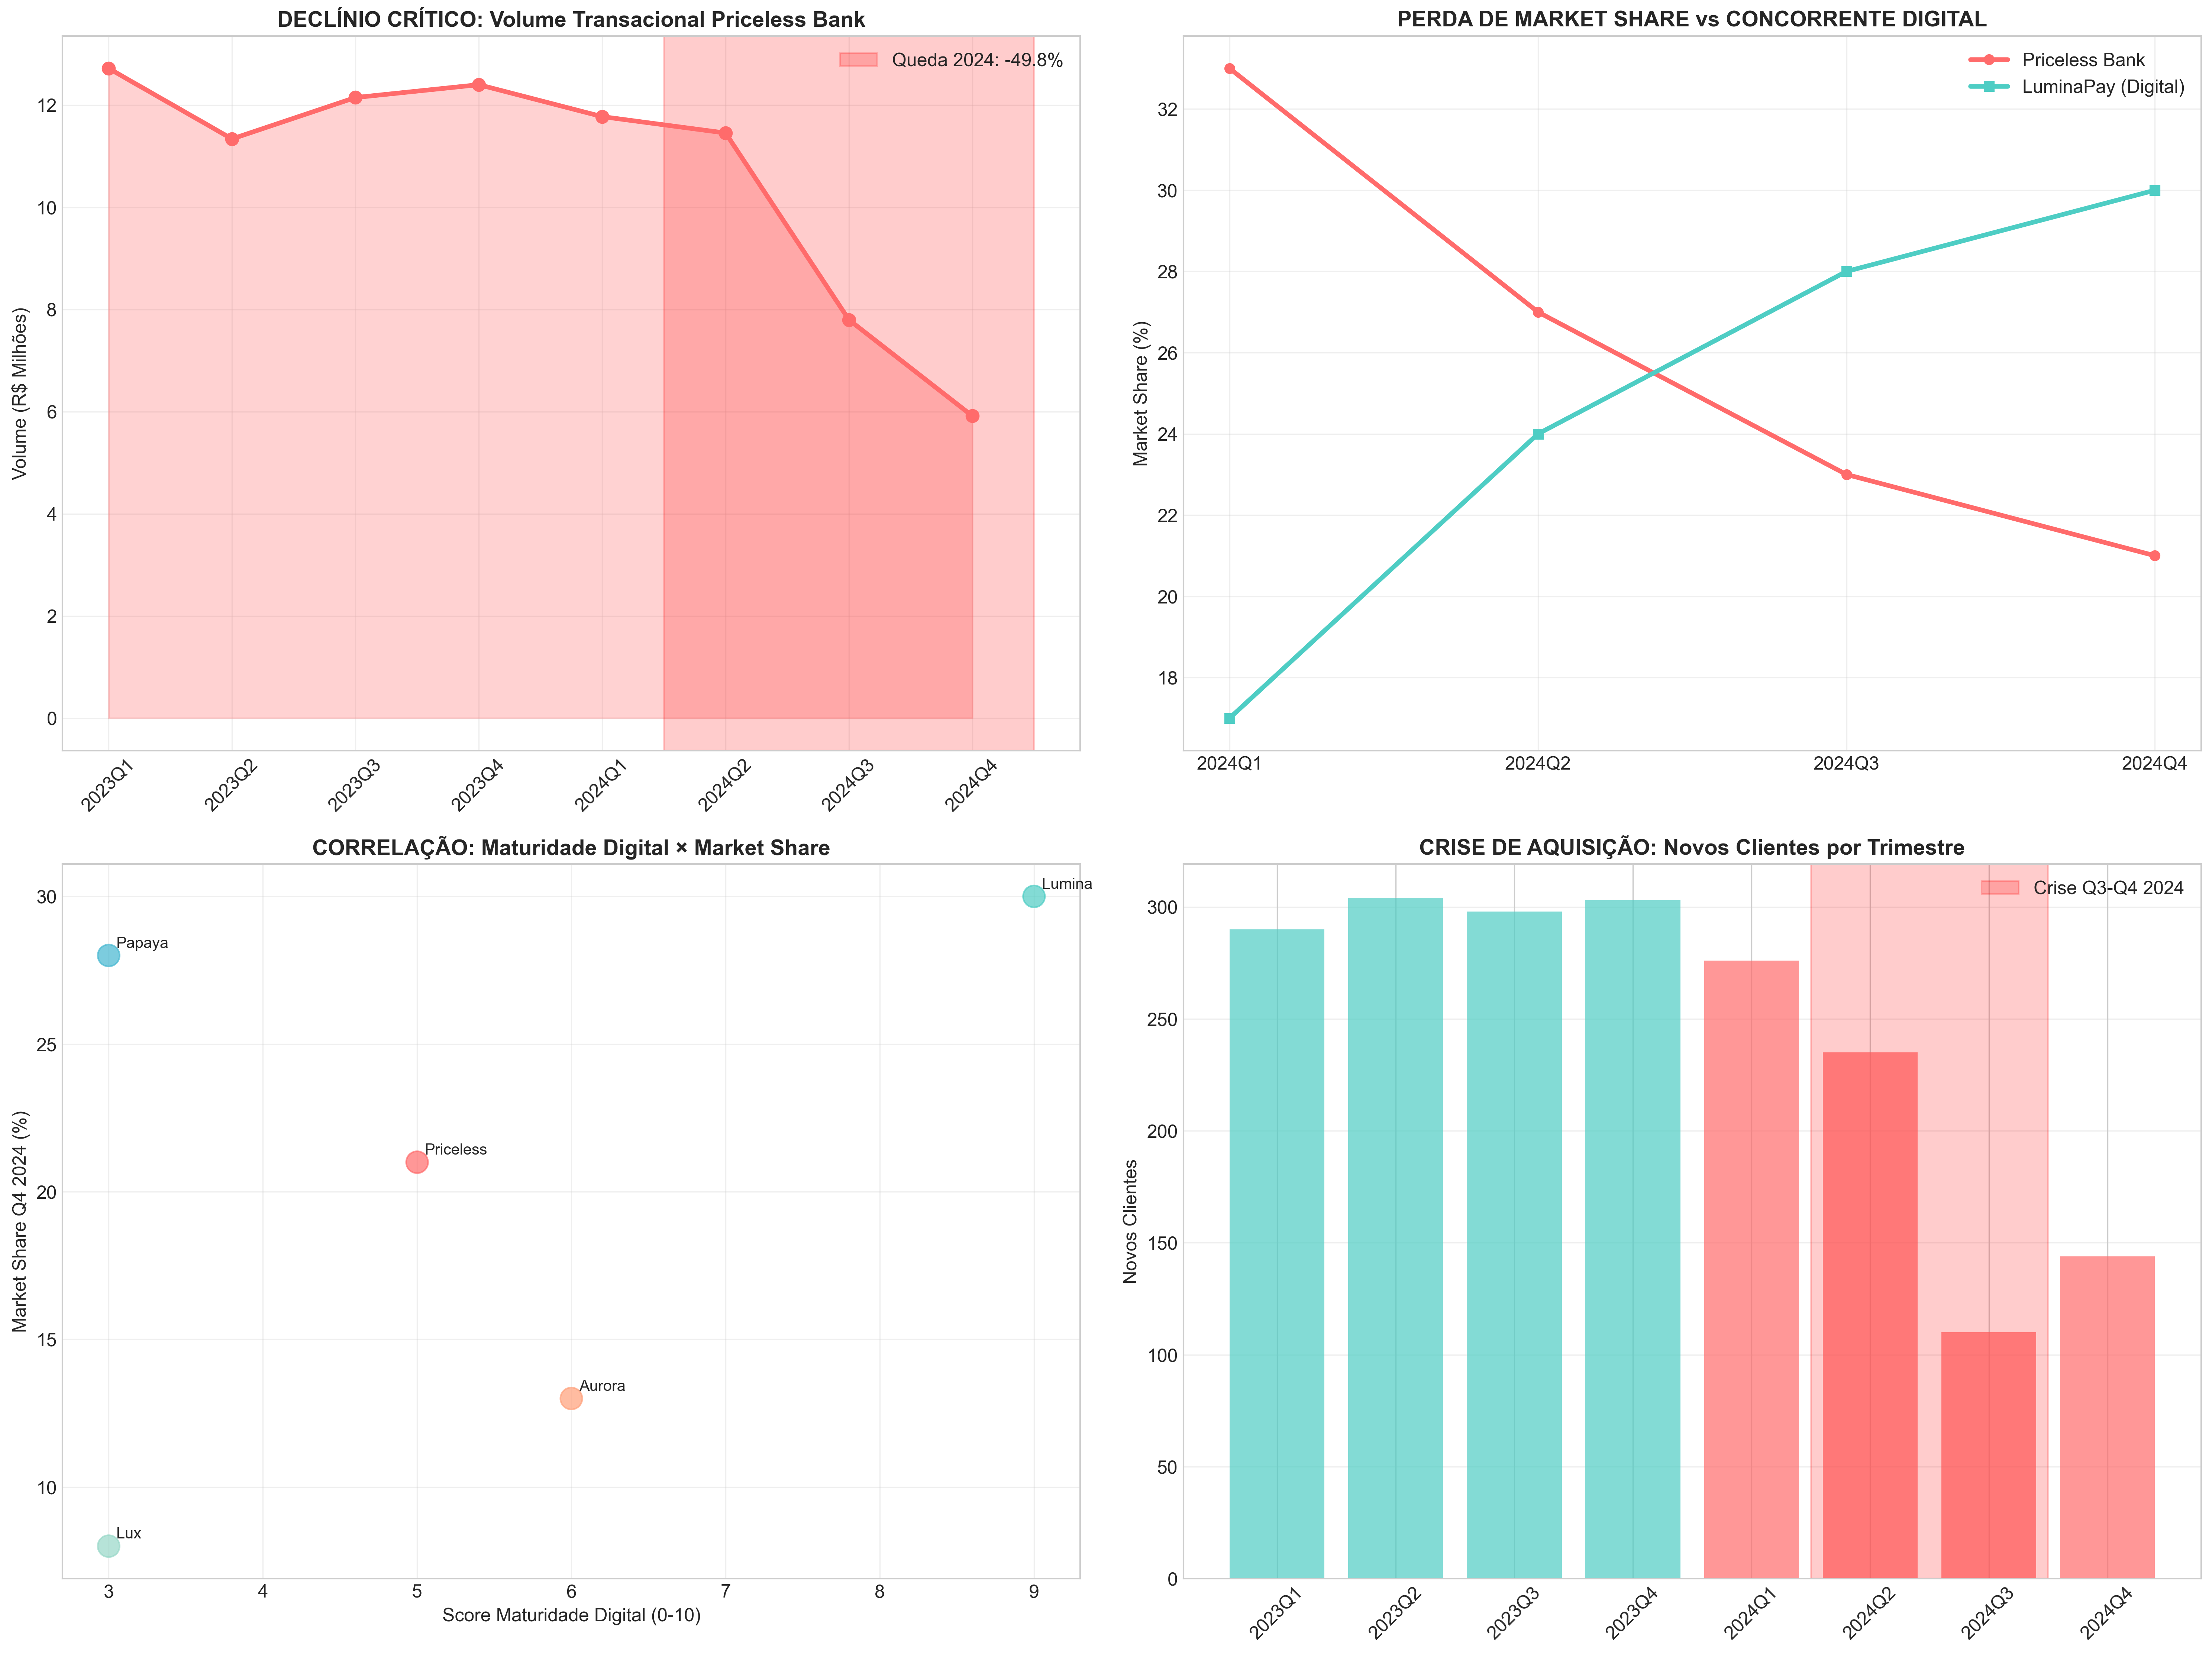 DECLÍNIO CRÍTICO: Volume Transacional Priceless Bank
Queda 2024: -49.8%
Volume (R$ Milhões)
12
10
8
6
4
2
0
2023Q1
2023Q2
2023Q3
2023Q4
2024Q1
2024Q2
2024Q3
2024Q4
PERDA DE MARKET SHARE vs CONCORRENTE DIGITAL
Priceless Bank
LuminaPay (Digital)
Market Share (%)
32
30
28
26
24
22
20
18
2024Q1
2024Q2
2024Q3
2024Q4
CORRELAÇÃO: Maturidade Digital × Market Share
Market Share Q4 2024 (%)
30
25
20
15
10
Lumina
Papaya
Priceless
Aurora
Lux
3
4
5
6
7
8
9
Score Maturidade Digital (0-10)
CRISE DE AQUISIÇÃO: Novos Clientes por Trimestre
Crise Q3-Q4 2024
Novos Clientes
300
250
200
150
100
50
0
2023Q1
2023Q2
2023Q3
2023Q4
2024Q1
2024Q2
2024Q3
2024Q4